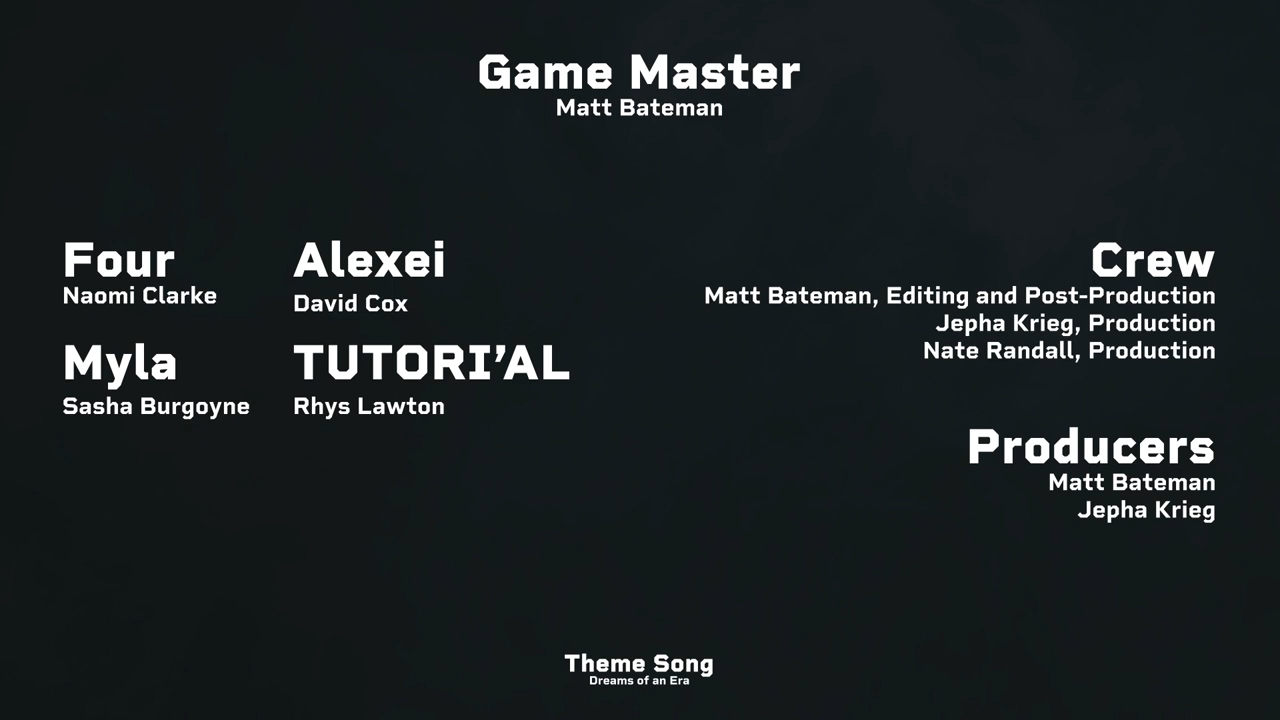 Game Master
Matt Bateman
Four
Naomi Clarke
Alexei
David Cox
Myla
Sasha Burgoyne
TUTORI’AL
Rhys Lawton
Crew
Matt Bateman, Editing and Post-Production
Jepha Krieg, Production
Nate Randall, Production
Producers
Matt Bateman
Jepha Krieg
Theme Song
Dreams of an Era